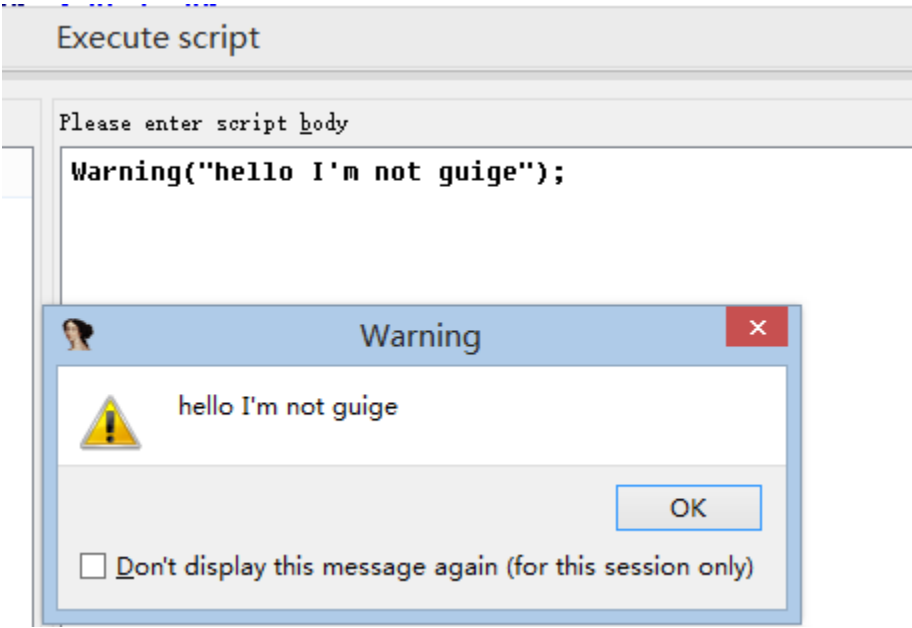 Execute script
Please enter script body
Warning("hello I'm not guige");
Warning
hello I'm not guige
OK
Don't display this message again (for this session only)